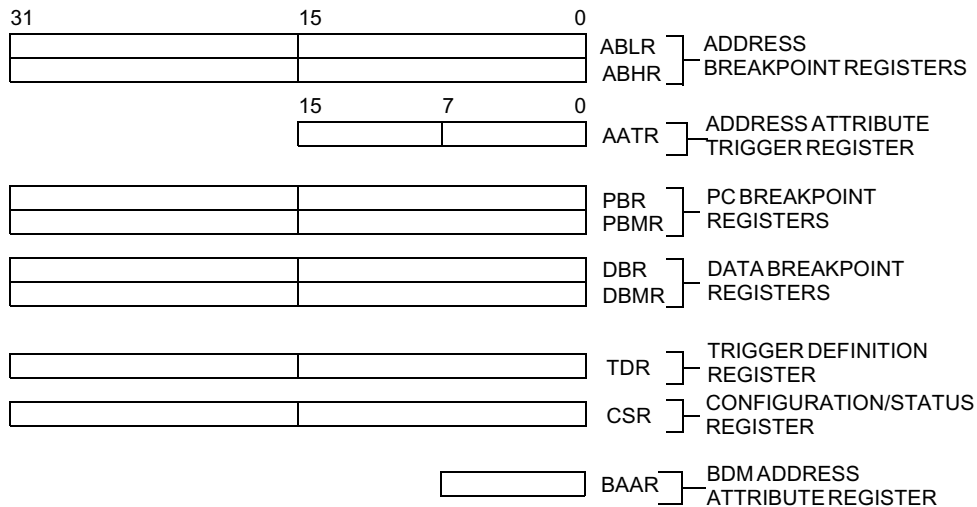 31 15 0
ABLR ADDRESS
ABHR BREAKPOINT REGISTERS
15 7 0
AATR ADDRESS ATTRIBUTE
TRIGGER REGISTER
PBR PC BREAKPOINT
PBMR REGISTERS
DBR DATA BREAKPOINT
DBMR REGISTERS
TDR TRIGGER DEFINITION
REGISTER
CSR CONFIGURATION/STATUS
REGISTER
BAAR BDM ADDRESS
ATTRIBUTE REGISTER